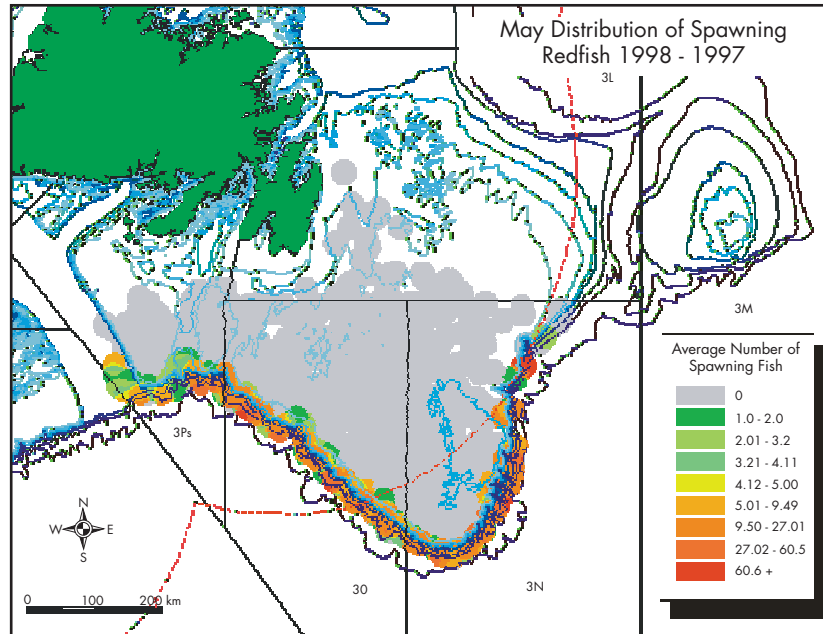 May Distribution of Spawning
Redfish 1998 - 1997
3L
3M
Average Number of
Spawning Fish
0
1.0 - 2.0
2.01 - 3.2
3.21 - 4.11
4.12 - 5.00
5.01 - 9.49
9.50 - 27.01
27.02 - 60.5
60.6 +
3Ps
N
W E
S
30
3N
0 100 200 km